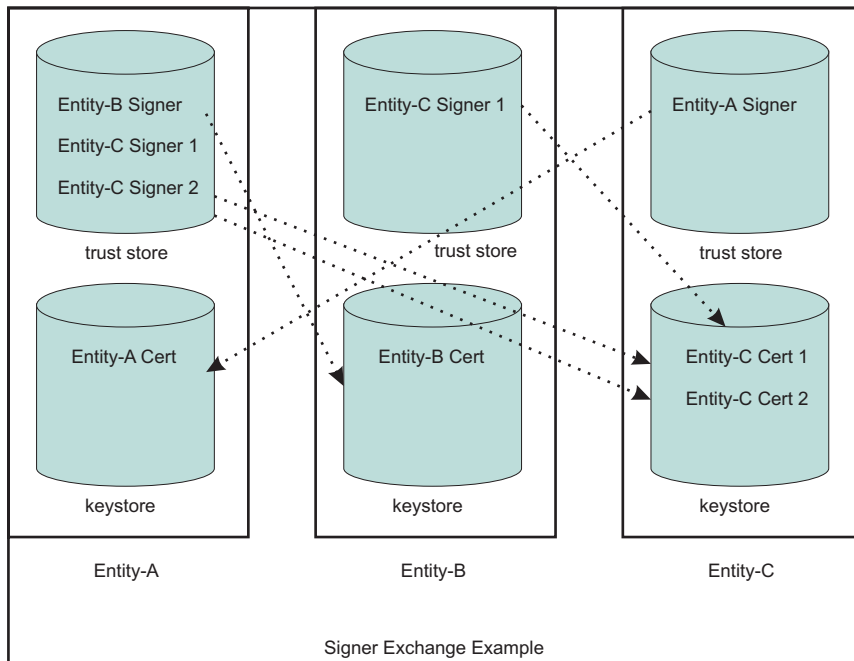 Entity-B Signer
Entity-C Signer 1
Entity-C Signer 2
trust store
Entity-C Signer 1
trust store
Entity-A Signer
trust store
Entity-A Cert
keystore
Entity-B Cert
keystore
Entity-C Cert 1
Entity-C Cert 2
keystore
Entity-A
Entity-B
Entity-C
Signer Exchange Example